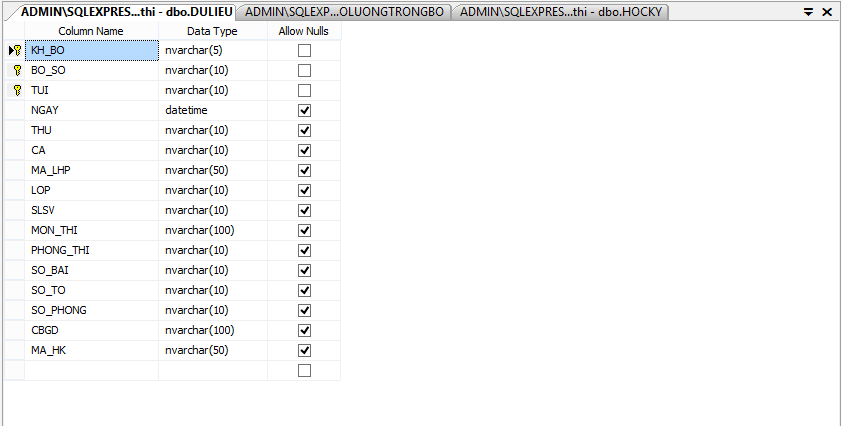 ADMIN\SQLEXPRES...thi - dbo.DULIEU ADMIN\SQLEXP...OLUONGTRONGBO ADMIN\SQLEXPRES...thi - dbo.HOCKY
Column Name Data Type Allow Nulls
KH_BO nvarchar(5)
BO_SO nvarchar(10)
TUI nvarchar(10)
NGAY datetime
THU nvarchar(10)
CA nvarchar(10)
MA_LHP nvarchar(50)
LOP nvarchar(10)
SLSV nvarchar(10)
MON_THI nvarchar(100)
PHONG_THI nvarchar(10)
SO_BAI nvarchar(10)
SO_TO nvarchar(10)
SO_PHONG nvarchar(10)
CBGD nvarchar(100)
MA_HK nvarchar(50)